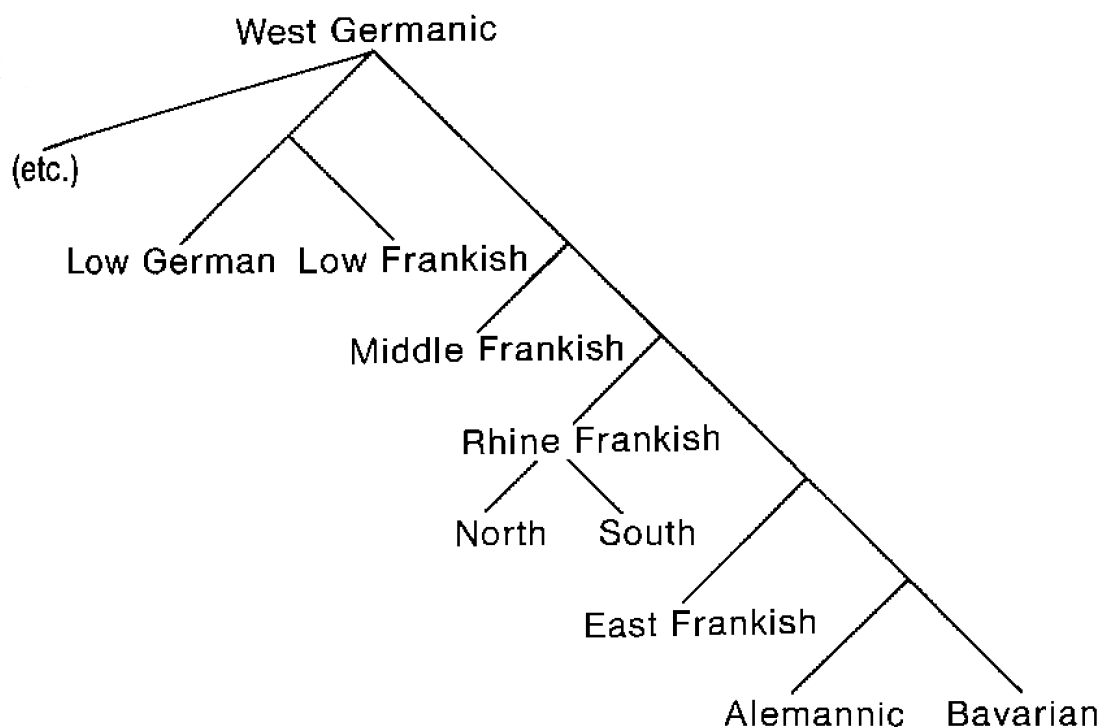 West Germanic
(etc.)
Low German Low Frankish
Middle Frankish
Rhine Frankish
North South
East Frankish
Alemannic Bavarian